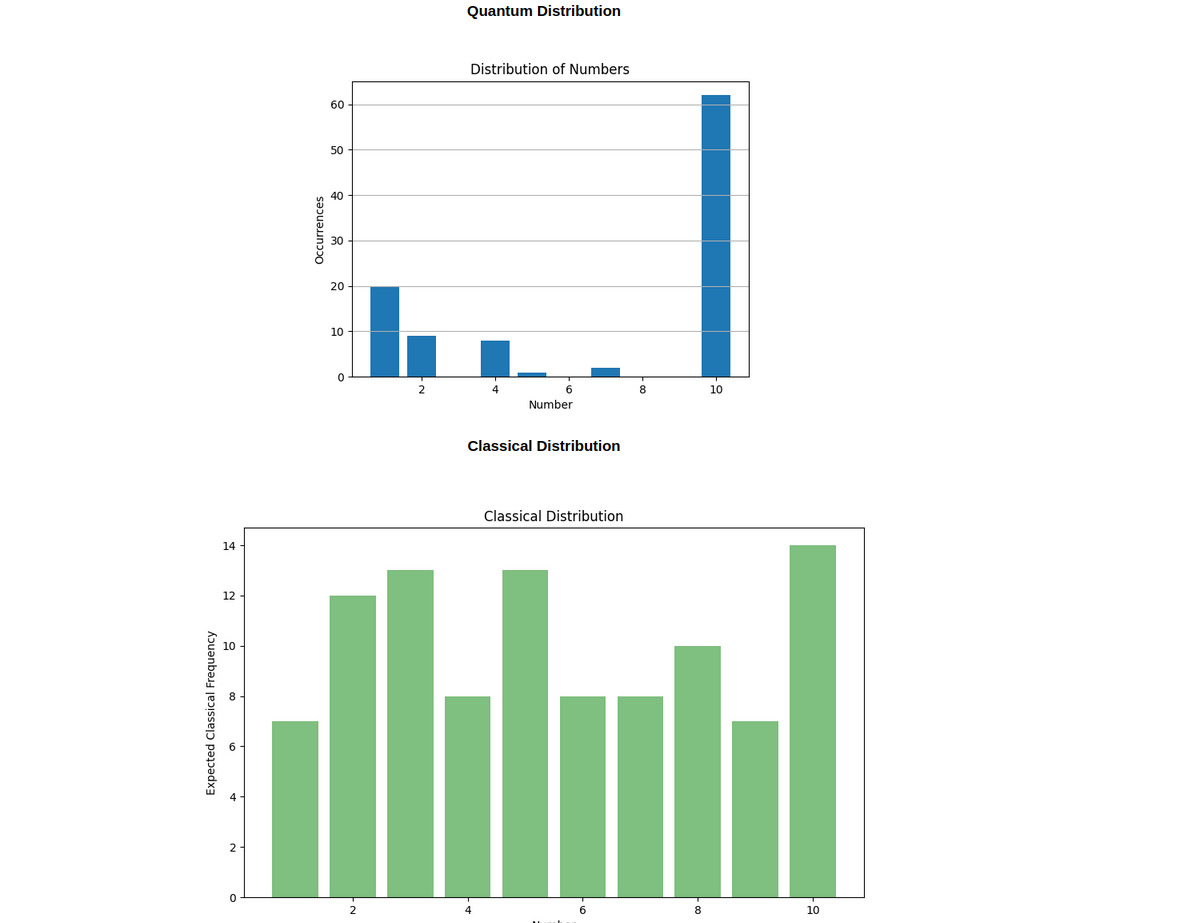 Quantum Distribution
Distribution of Numbers
60
50
40
30
20
10
0
Occurrences
2 4 6 8 10
Number
Classical Distribution
Classical Distribution
14
12
10
8
6
4
2
0
Expected Classical Frequency
2 4 6 8 10
Number